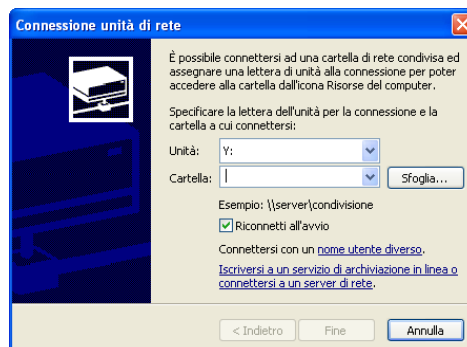 Connessione unità di rete
È possibile connettersi ad una cartella di rete condivisa ed
assegnare una lettera di unità alla connessione per poter
accedere alla cartella dall'icona Risorse del computer.
Specificare la lettera dell'unità per la connessione e la
cartella a cui connettersi:
Unità: Y:
Cartella: Sfoglia...
Esempio: \\server\condivisione
Riconnetti all'avvio
Connettersi con un nome utente diverso.
Iscriversi a un servizio di archiviazione in linea o
connettersi a un server di rete.
< Indietro Fine Annulla